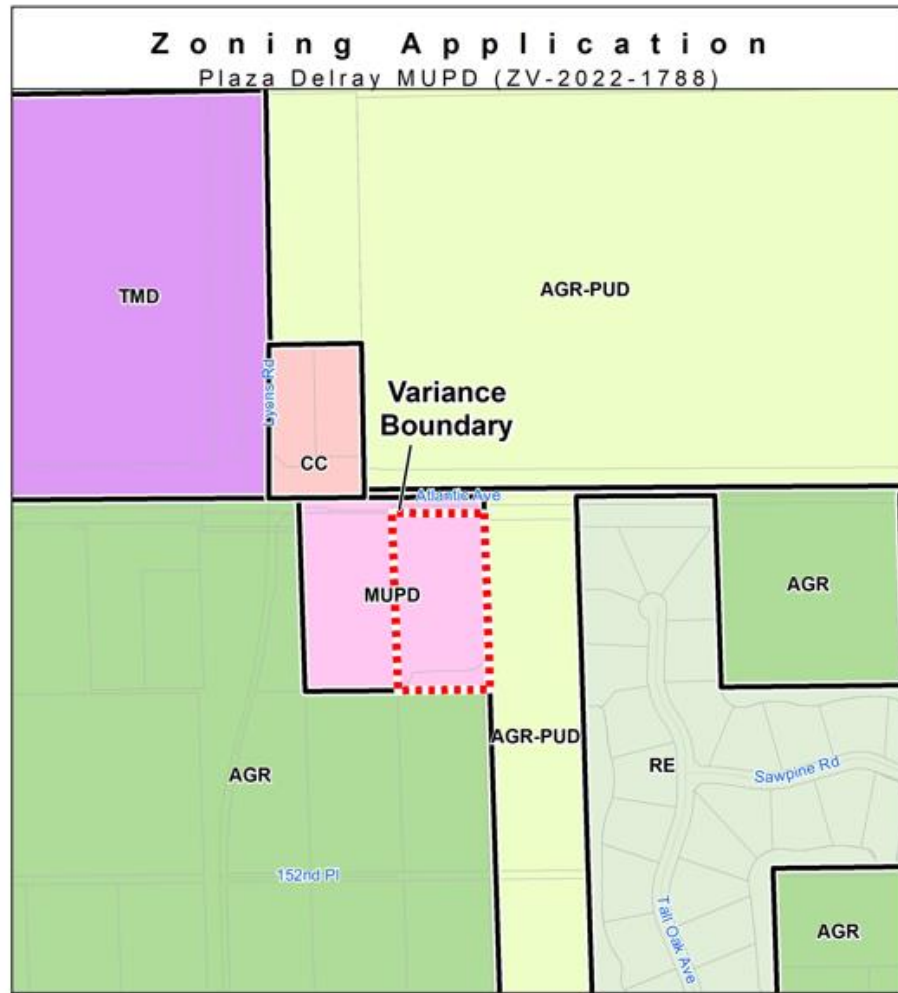 Zoning Application
Plaza Delray MUPD (ZV-2022-1788)
TMD
AGR-PUD
Lyons Rd
Variance
Boundary
CC
Atlantic Ave
MUPD
AGR
AGR-PUD
RE
Sawpine Rd
AGR
152nd Pl
Tall Oak Ave
AGR